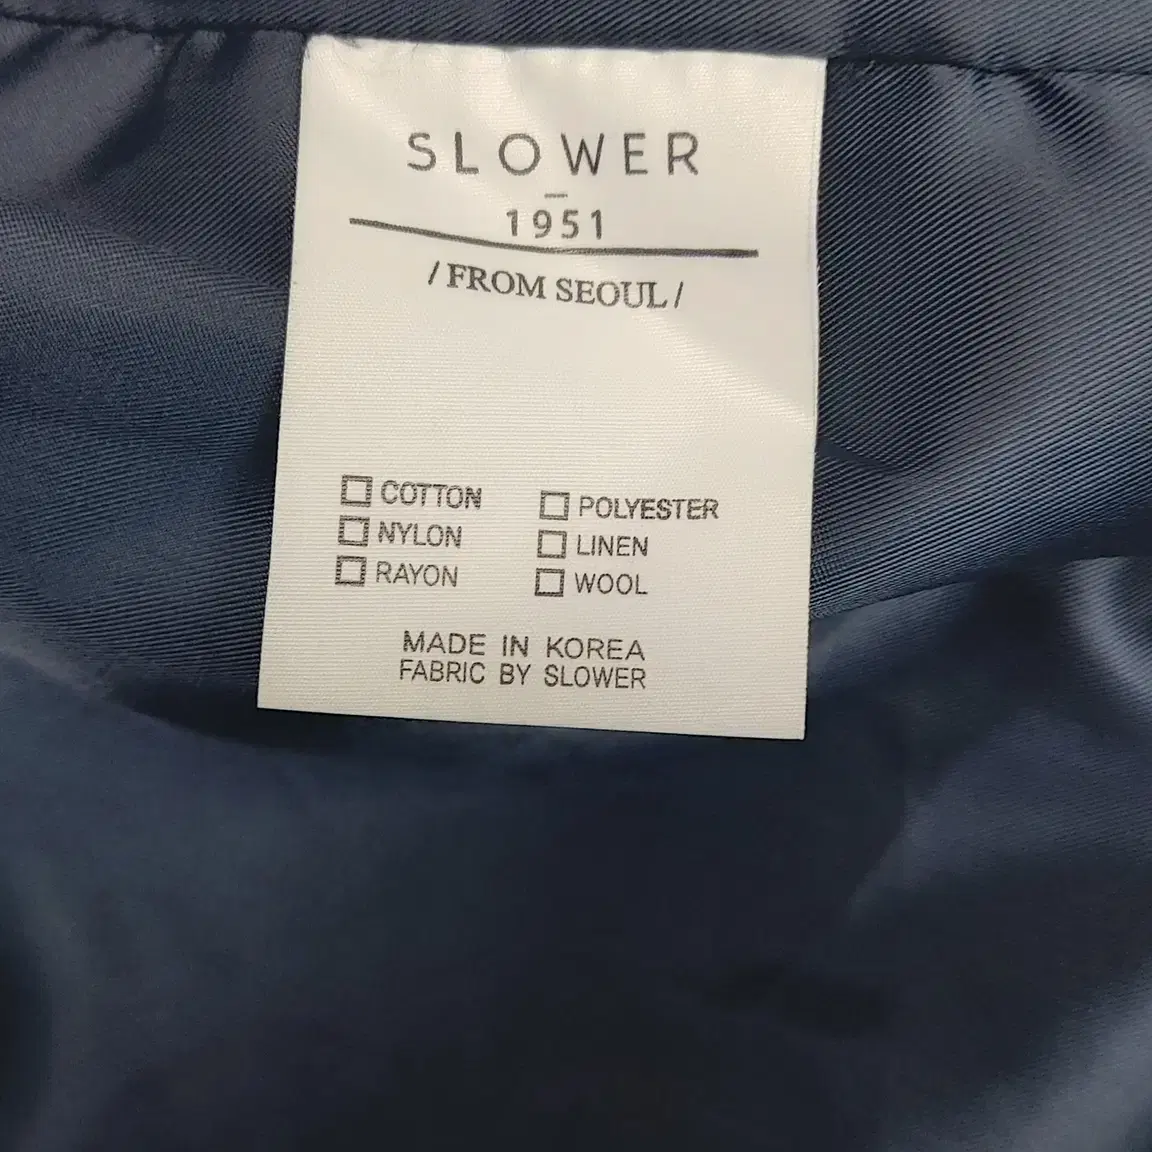 SLOWER
1951
/ FROM SEOUL /
☐ COTTON ☐ POLYESTER
☐ NYLON ☐ LINEN
☐ RAYON ☐ WOOL
MADE IN KOREA
FABRIC BY SLOWER